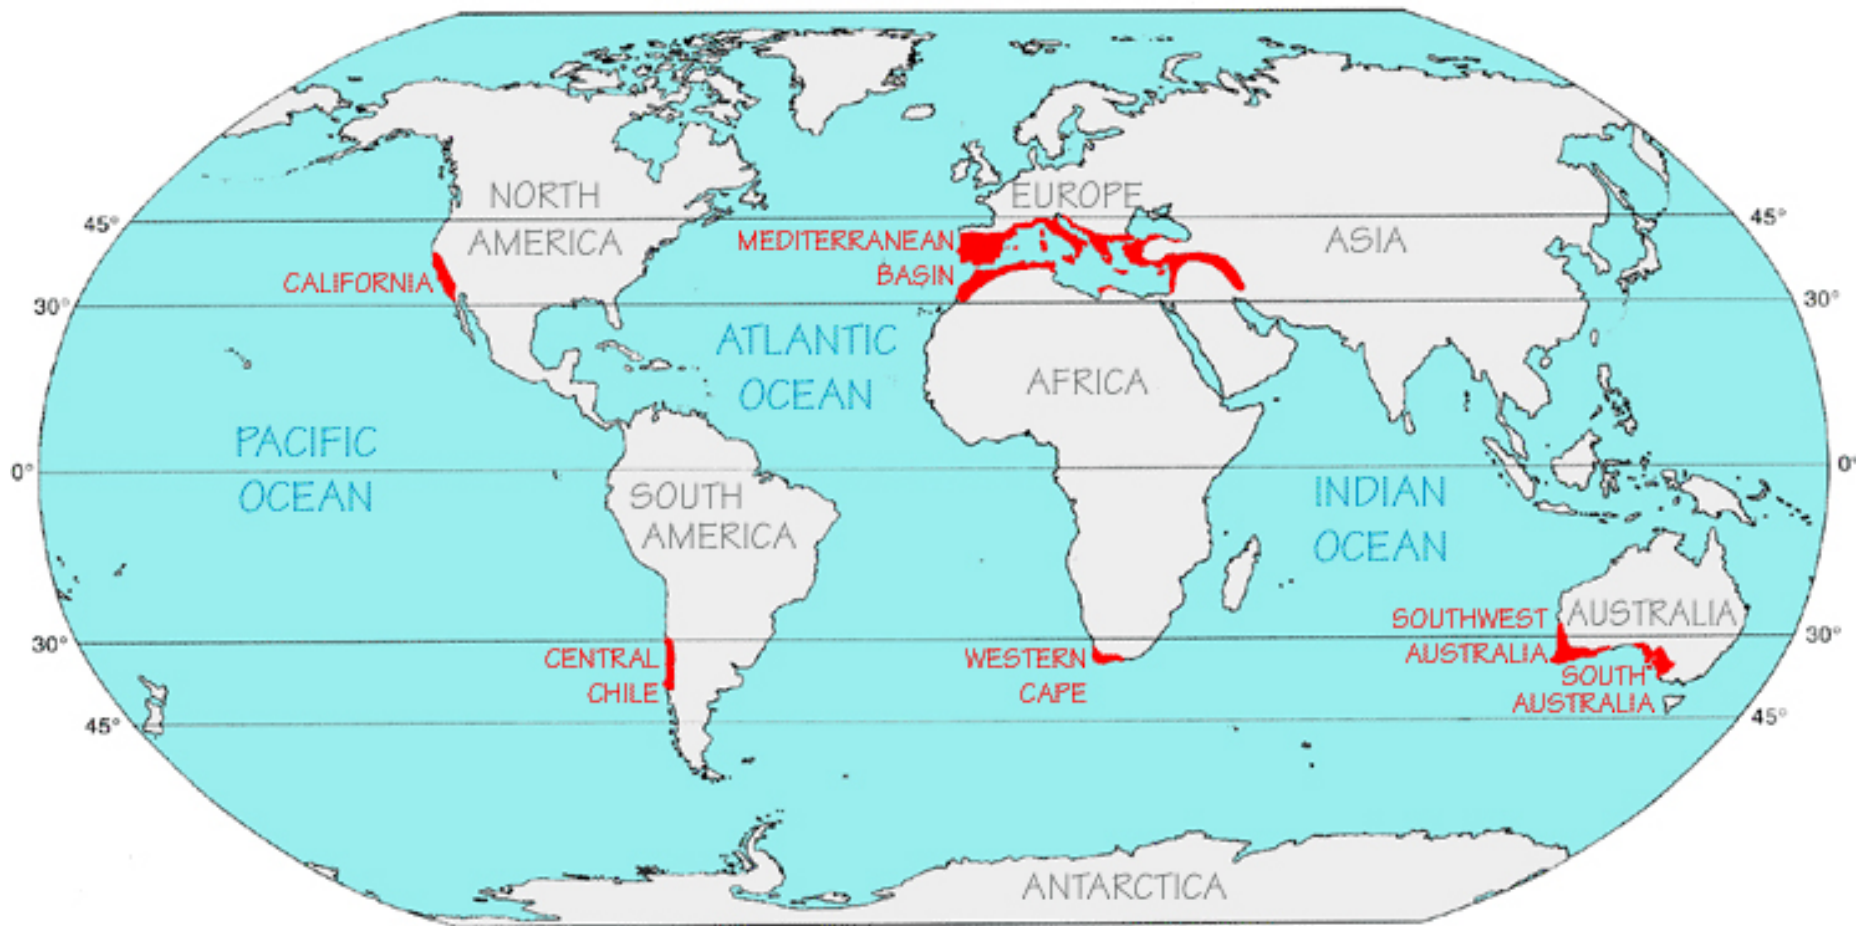 NORTH
AMERICA
EUROPE
ASIA
45°
45°
MEDITERRANEAN
BASIN
CALIFORNIA
30°
30°
ATLANTIC
OCEAN
AFRICA
PACIFIC
OCEAN
0°
0°
SOUTH
AMERICA
INDIAN
OCEAN
SOUTHWEST
AUSTRALIA
AUSTRALIA
30°
30°
CENTRAL
CHILE
WESTERN
CAPE
SOUTH
AUSTRALIA
45°
45°
ANTARCTICA